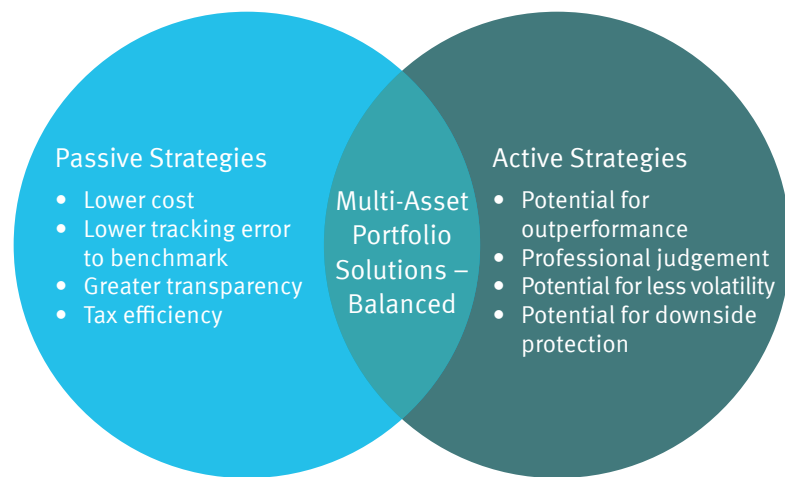 Passive Strategies
• Lower cost
• Lower tracking error
to benchmark
• Greater transparency
• Tax efficiency
Multi-Asset
Portfolio
Solutions –
Balanced
Active Strategies
• Potential for
outperformance
• Professional judgement
• Potential for less volatility
• Potential for downside
protection